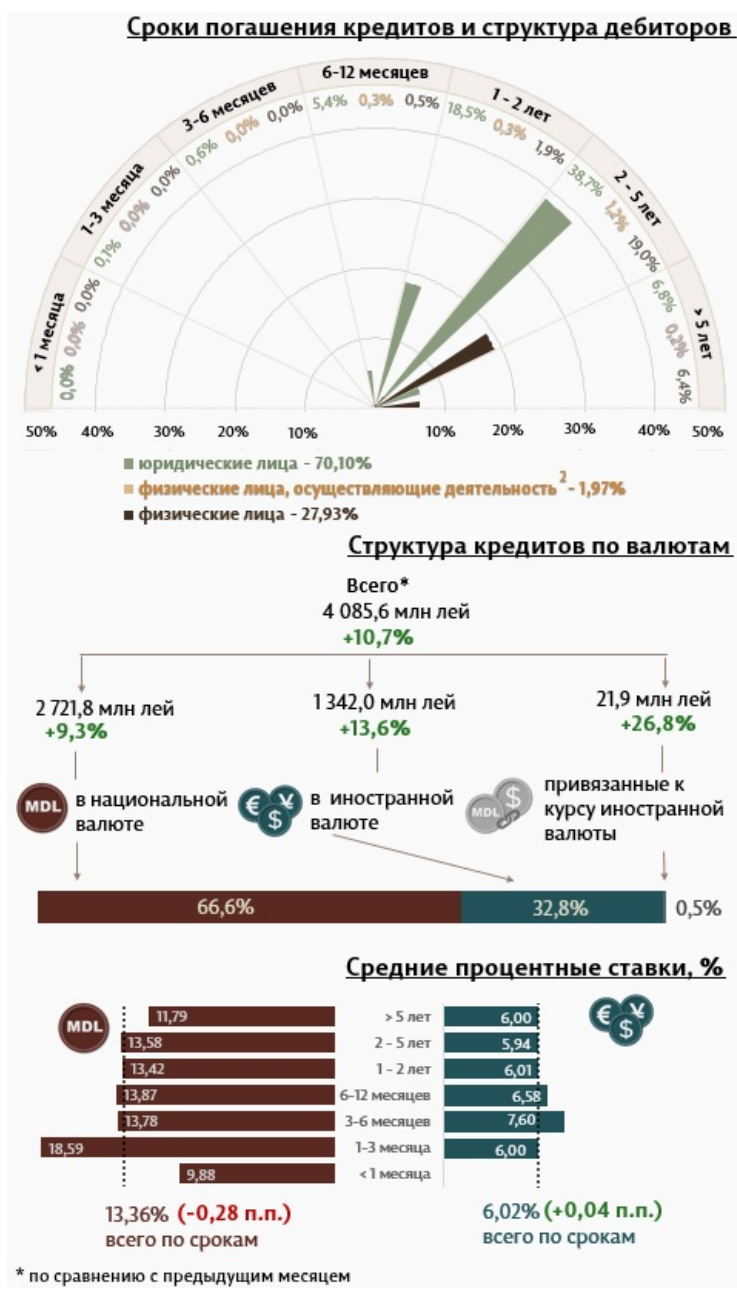 Сроки погашения кредитов и структура дебиторов
< 1 месяца
0,0% 0,0% 0,0%
1-3 месяца
0,1% 0,0% 0,0%
3-6 месяцев
0,6% 0,0% 0,0%
6-12 месяцев
5,4% 0,3% 0,5%
1 - 2 лет
18,5% 0,3% 1,9%
2 - 5 лет
38,7% 1,2% 19,0%
> 5 лет
6,8% 0,2% 6,4%
50% 40% 30% 20% 10% 10% 20% 30% 40% 50%
юридические лица - 70,10%
физические лица, осуществляющие деятельность 2 - 1,97%
физические лица - 27,93%
Структура кредитов по валютам
Всего*
4 085,6 млн лей
+10,7%
2 721,8 млн лей
+9,3%
1 342,0 млн лей
+13,6%
21,9 млн лей
+26,8%
MDL
в национальной
валюте
€ ¥ $
в иностранной
валюте
MDL $
привязанные к
курсу иностранной
валюты
66,6% 32,8% 0,5%
Средние процентные ставки, %
MDL
€ ¥ $
11,79 > 5 лет 6,00
13,58 2 - 5 лет 5,94
13,42 1 - 2 лет 6,01
13,87 6-12 месяцев 6,58
13,78 3-6 месяцев 7,60
18,59 1-3 месяца 6,00
9,88 < 1 месяца
13,36% (-0,28 п.п.)
всего по срокам
6,02% (+0,04 п.п.)
всего по срокам
* по сравнению с предыдущим месяцем